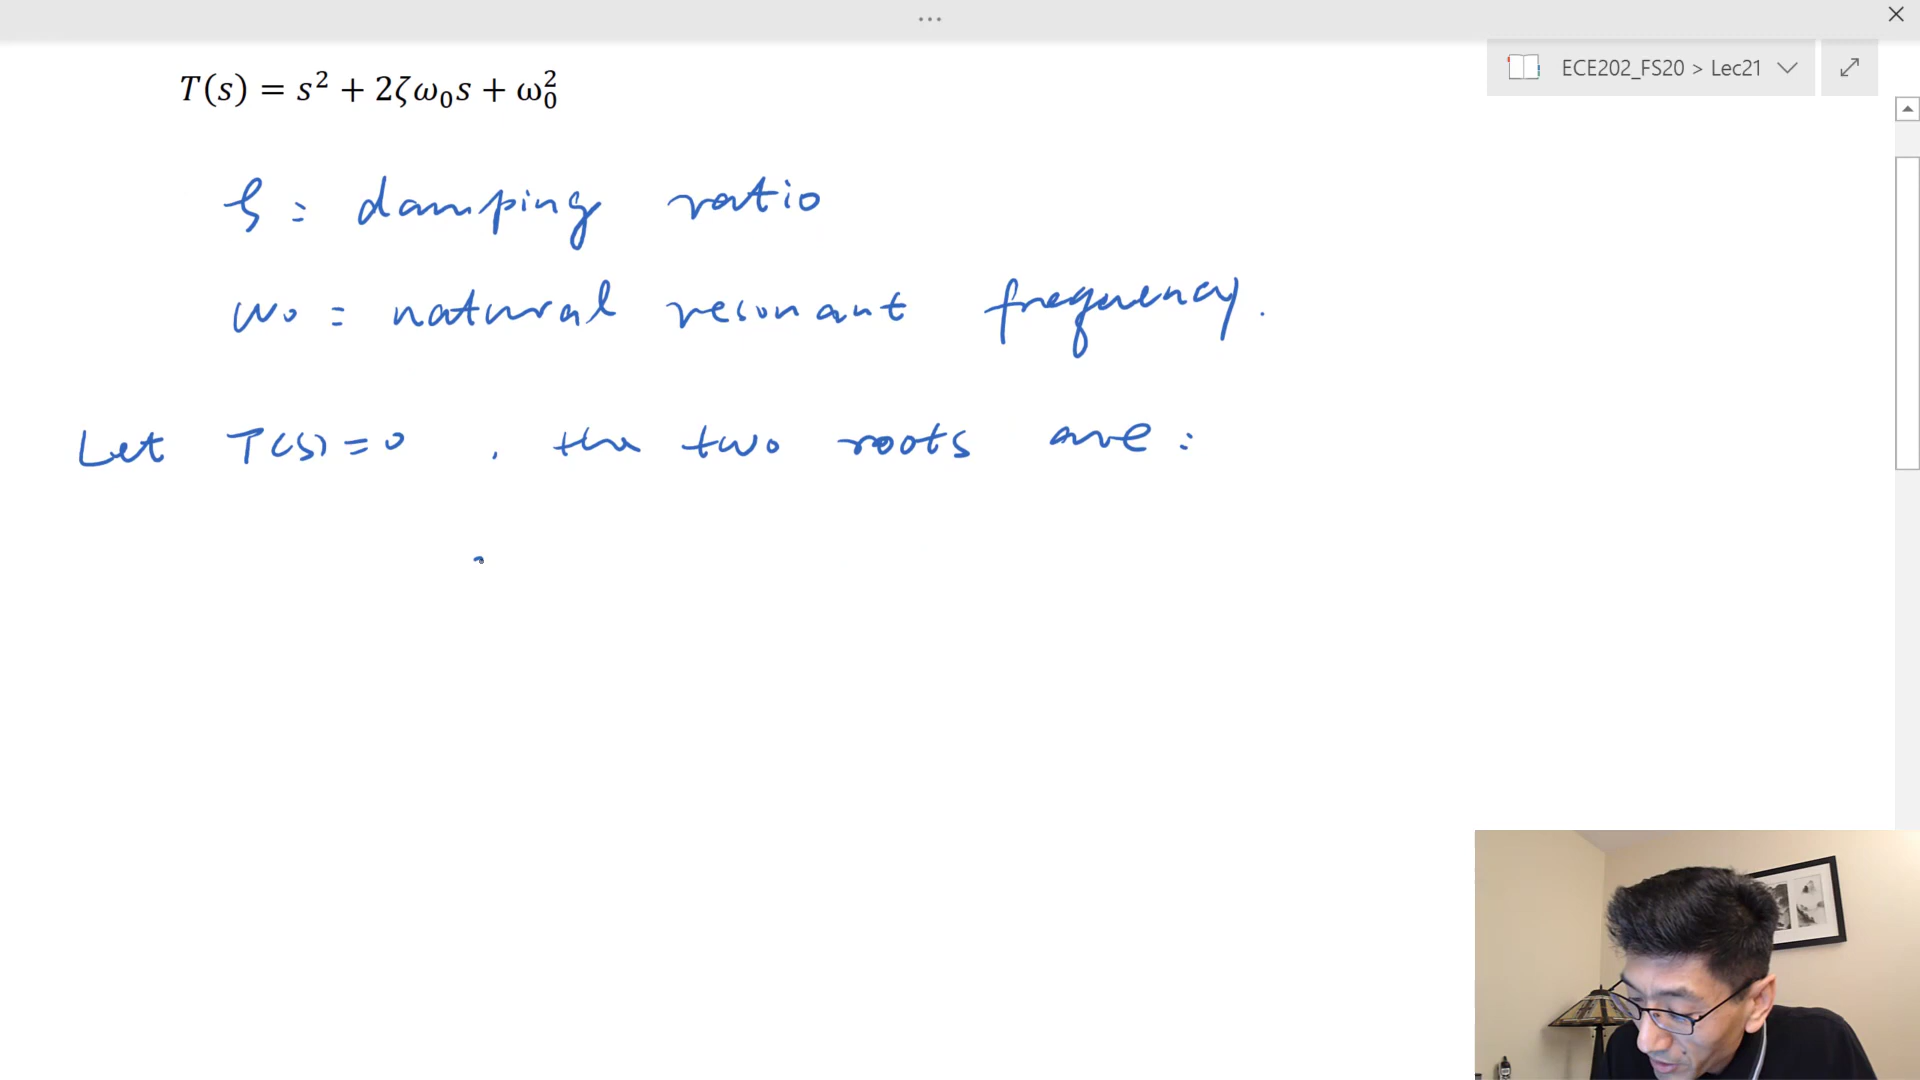 ECE202_FS20 > Lec21
T(s) = s² + 2ζω₀s + ω₀²
ζ : damping ratio
ω₀ : natural resonant frequency.
Let T(s)=0 , the two roots are :